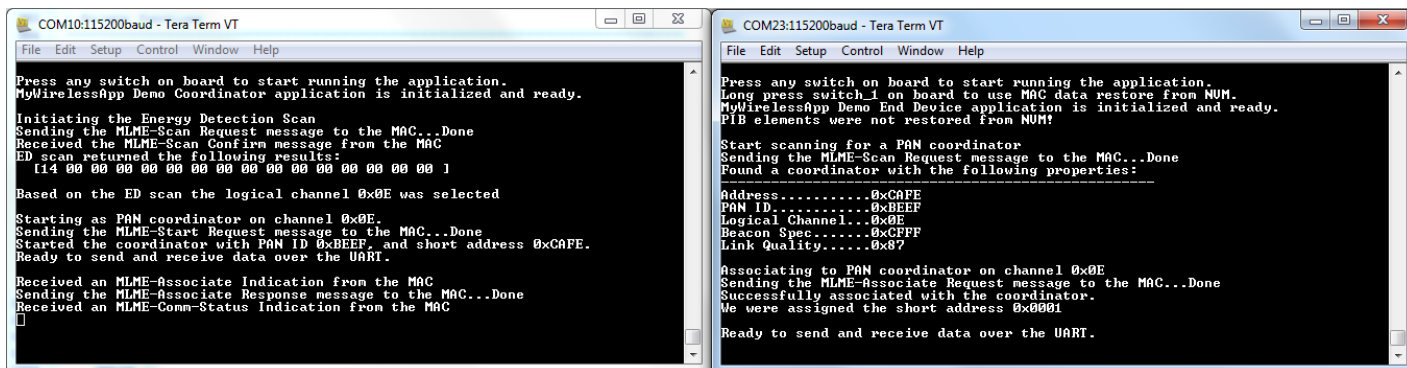 COM10:115200baud - Tera Term VT
File Edit Setup Control Window Help
Press any switch on board to start running the application.
MyWirelessApp Demo Coordinator application is initialized and ready.
Initiating the Energy Detection Scan
Sending the MLME-Scan Request message to the MAC...Done
Received the MLME-Scan Confirm message from the MAC
ED scan returned the following results:
[14 00 00 00 00 00 00 00 00 00 00 00 00 00 00 00 ]
Based on the ED scan the logical channel 0x0E was selected
Starting as PAN coordinator on channel 0x0E.
Sending the MLME-Start Request message to the MAC...Done
Started the coordinator with PAN ID 0xBEEF, and short address 0xCAFE.
Ready to send and receive data over the UART.
Received an MLME-Associate Indication from the MAC
Sending the MLME-Associate Response message to the MAC...Done
Received an MLME-Comm-Status Indication from the MAC
COM23:115200baud - Tera Term VT
File Edit Setup Control Window Help
Press any switch on board to start running the application.
Long press switch_1 on board to use MAC data restore from NVM.
MyWirelessApp Demo End Device application is initialized and ready.
PIB elements were not restored from NVM!
Start scanning for a PAN coordinator
Sending the MLME-Scan Request message to the MAC...Done
Found a coordinator with the following properties:
----------------------------------------------------
Address...........0xCAFE
PAN ID............0xBEEF
Logical Channel...0x0E
Beacon Spec.......0xCFFF
Link Quality......0x87
Associating to PAN coordinator on channel 0x0E
Sending the MLME-Associate Request message to the MAC...Done
Successfully associated with the coordinator.
We were assigned the short address 0x0001
Ready to send and receive data over the UART.